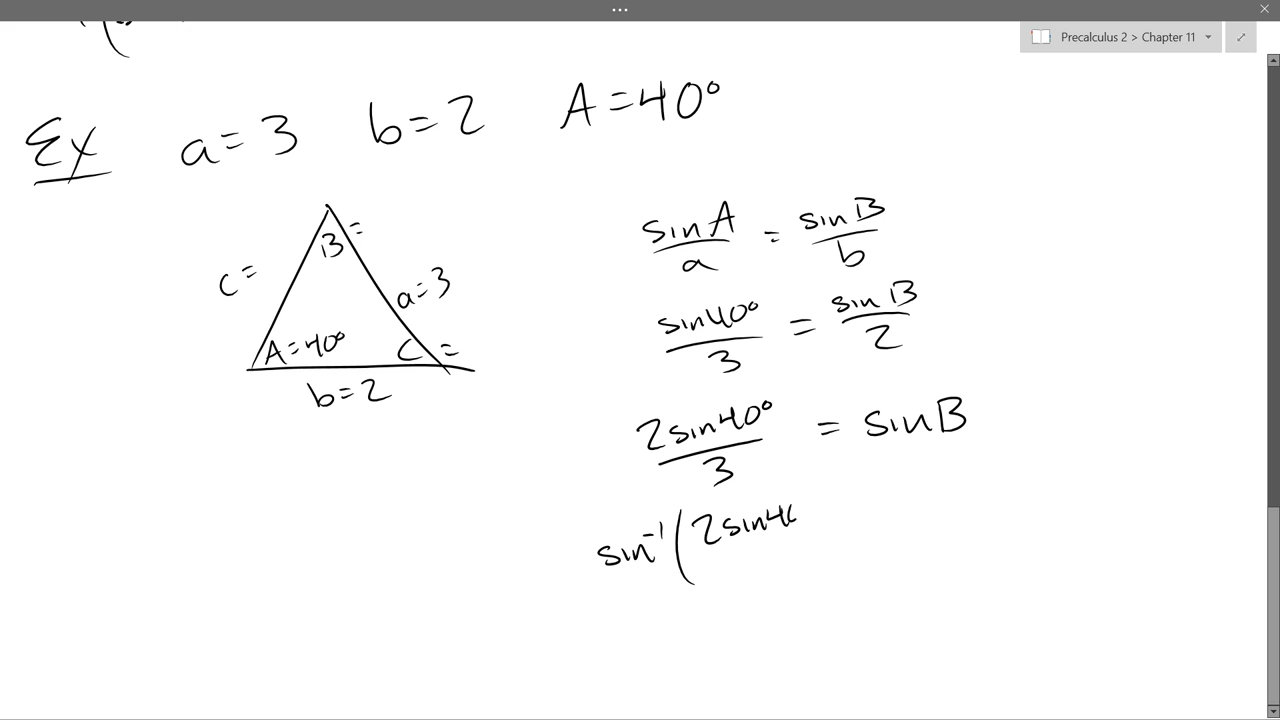 Precalculus 2 > Chapter 11
Ex a = 3 b = 2 A = 40°
B =
c =
a = 3
A = 40° C =
b = 2
sin A / a = sin B / b
sin 40° / 3 = sin B / 2
2 sin 40° / 3 = sin B
sin⁻¹ ( 2 sin 4